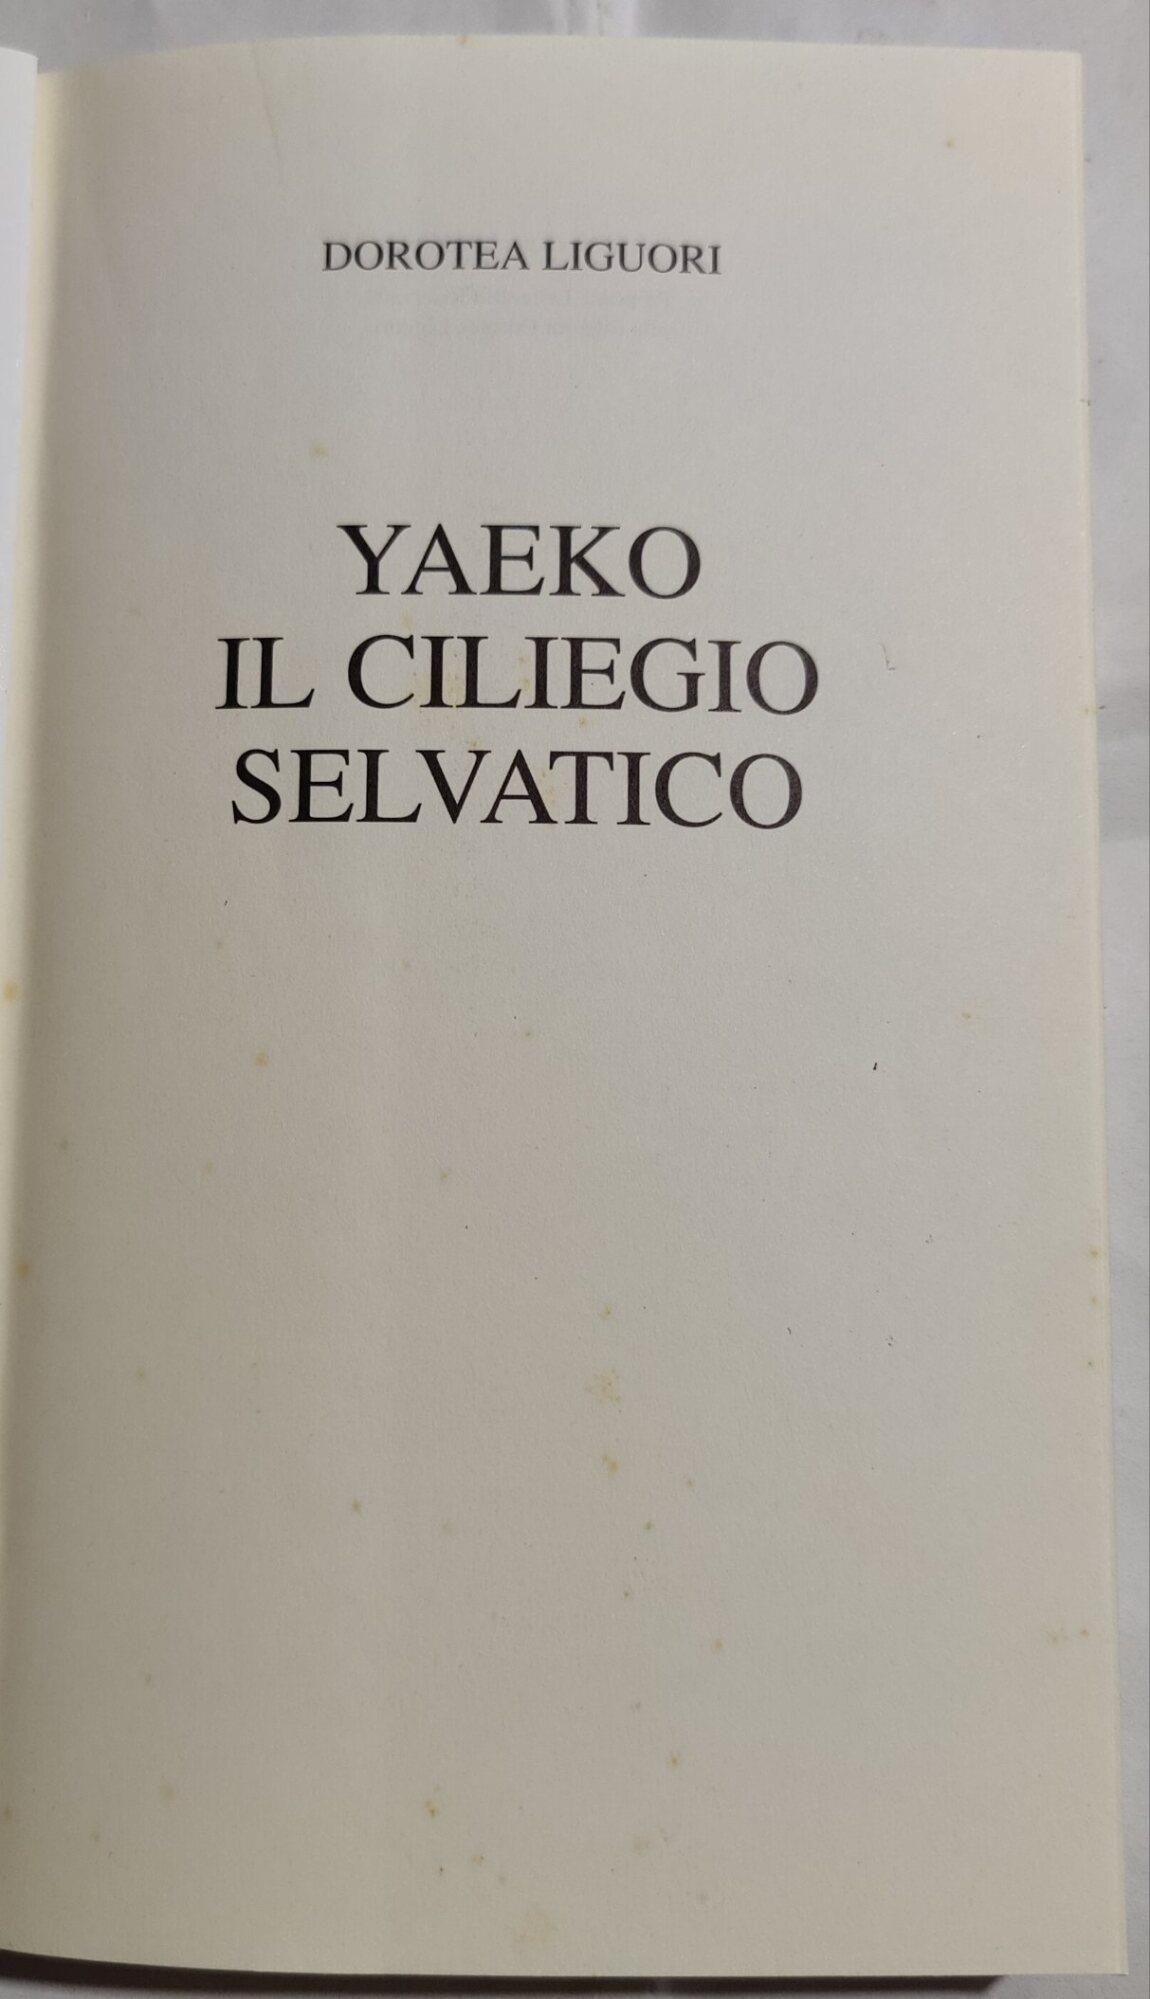 DOROTEA LIGUORI
YAEKO
IL CILIEGIO
SELVATICO